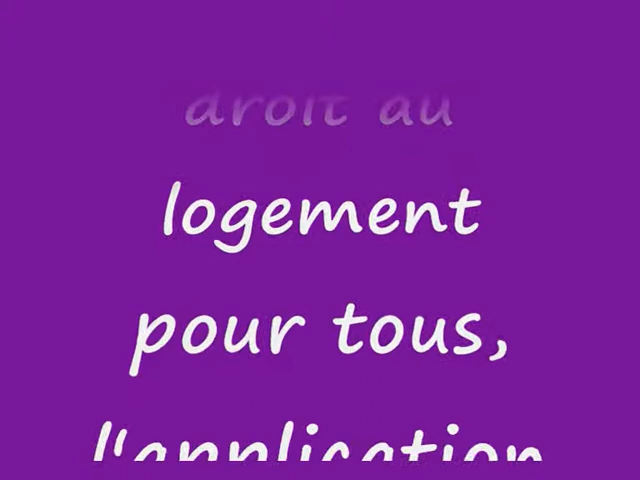 droit au
logement
pour tous,
l'application